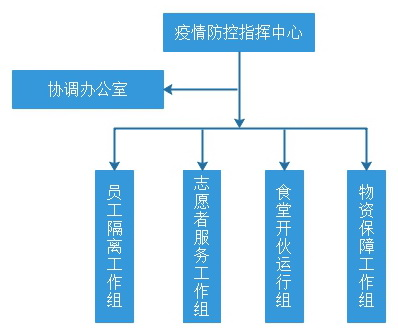 疫情防控指挥中心
协调办公室
员工隔离工作组
志愿者服务工作组
食堂开伙运行组
物资保障工作组